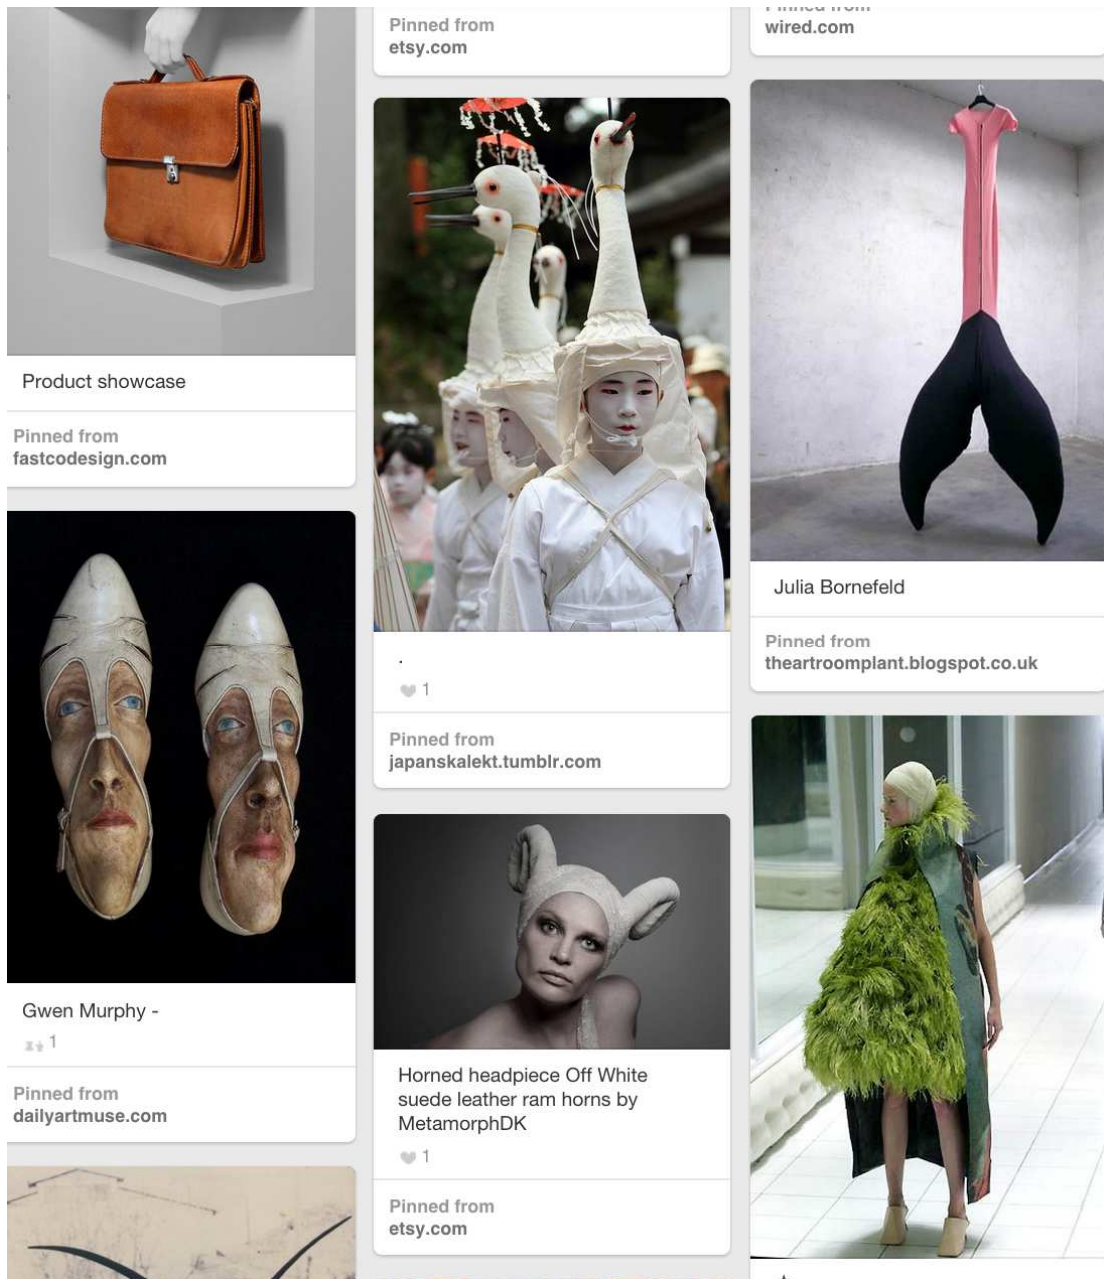 Product showcase
Pinned from
fastcodesign.com
Gwen Murphy -
1
Pinned from
dailyartmuse.com
Pinned from
etsy.com
.
1
Pinned from
japanskalekt.tumblr.com
Horned headpiece Off White
suede leather ram horns by
MetamorphDK
1
Pinned from
etsy.com
Pinned from
wired.com
Julia Bornefeld
Pinned from
theartroomplant.blogspot.co.uk